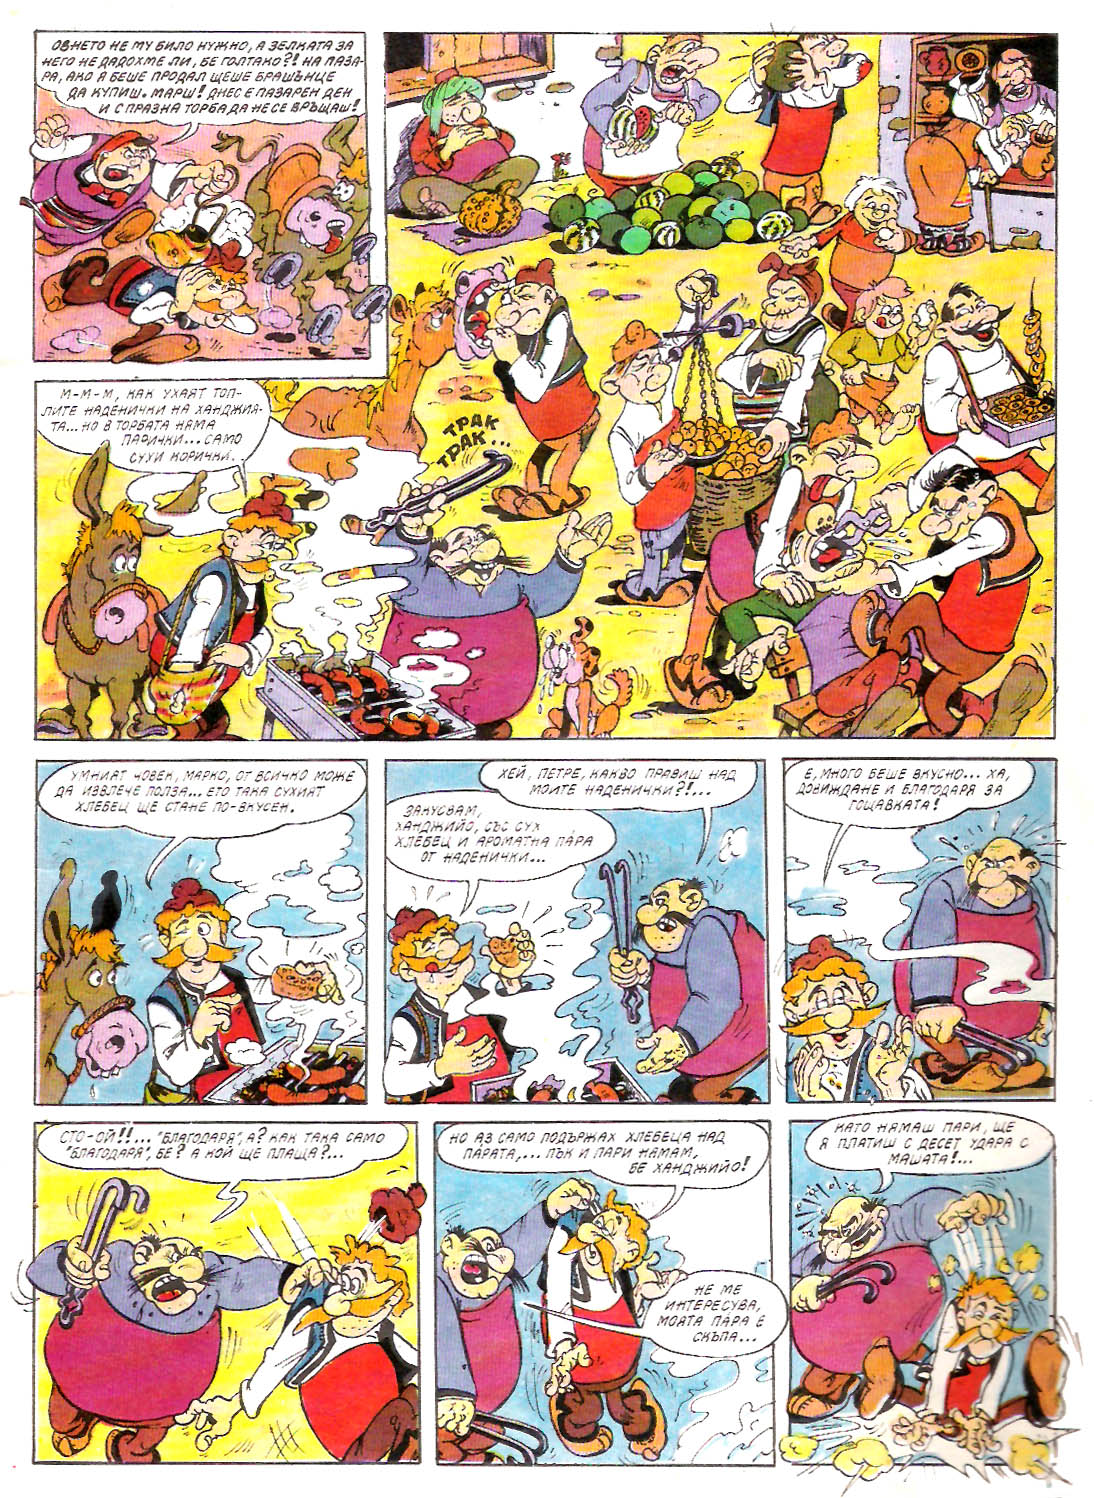 ОВНЕТО НЕ МУ БИЛО НУЖНО, А ЗЕЛКАТА ЗА
НЕГО НЕ ДАДОХМЕ ЛИ, БЕ ГОЛТАКО?! НА ПАЗА-
РА, АКО Я БЕШЕ ПРОДАЛ ЩЕШЕ БРАШЪНЦЕ
ДА КУПИШ. МАРШ! ДНЕС Е ПАЗАРЕН ДЕН
И С ПРАЗНА ТОРБА ДА НЕ СЕ ВРЪЩАШ!
М-М-М, КАК УХАЯТ ТОП-
ЛИТЕ НАДЕНИЧКИ НА ХАНДЖИЯ-
ТА... НО В ТОРБАТА НЯМА
ПАРИЧКИ... САМО
СУХИ КОРИЧКИ..
ТРАК
ТРАК...
ТРАК
УМНИЯТ ЧОВЕК, МАРКО, ОТ ВСИЧКО МОЖЕ
ДА ИЗВЛЕЧЕ ПОЛЗА... ЕТО ТАКА СУХИЯТ
ХЛЕБЕЦ ЩЕ СТАНЕ ПО-ВКУСЕН.
ХЕЙ, ПЕТРЕ, КАКВО ПРАВИШ НАД
МОИТЕ НАДЕНИЧКИ?!...
ЗАКУСВАМ,
ХАНДЖИЙО, СЪС СУХ
ХЛЕБЕЦ И АРОМАТНА ПАРА
ОТ НАДЕНИЧКИ...
Е, МНОГО БЕШЕ ВКУСНО... ХА,
ДОВИЖДАНЕ И БЛАГОДАРЯ ЗА
ГОЩАВКАТА!
СТО-ОЙ!!... "БЛАГОДАРЯ", А? КАК ТАКА САМО
"БЛАГОДАРЯ", БЕ? А КОЙ ЩЕ ПЛАЩА?...
НО АЗ САМО ПОДЪРЖАХ ХЛЕБЕЦА НАД
ПАРАТА,... ПЪК И ПАРИ НЯМАМ,
БЕ ХАНДЖИЙО!
НЕ МЕ
ИНТЕРЕСУВА,
МОЯТА ПАРА Е
СКЪПА...
КАТО НЯМАШ ПАРИ, ЩЕ
Я ПЛАТИШ С ДЕСЕТ УДАРА С
МАШАТА!...